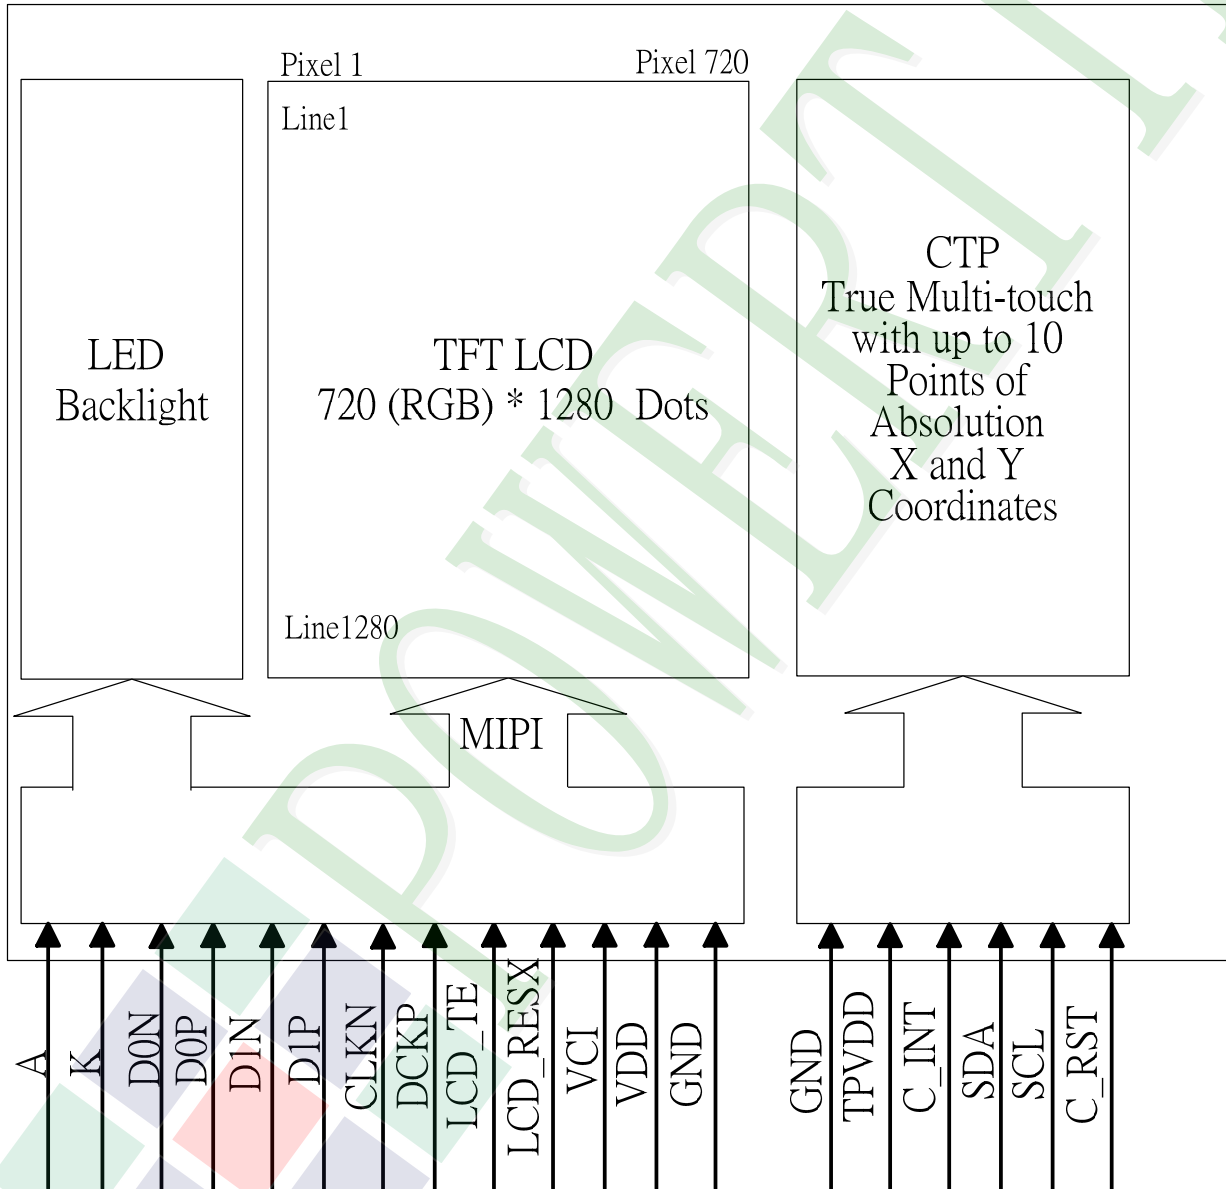 Pixel 1
Pixel 720
Line1
LED
Backlight
TFT LCD
720 (RGB) * 1280 Dots
Line1280
CTP
True Multi-touch
with up to 10
Points of
Absolution
X and Y
Coordinates
MIPI
A
K
D0N
D0P
D1N
D1P
CLKN
DCKP
LCD_TE
LCD_RESX
VCI
VDD
GND
GND
TPVDD
C_INT
SDA
SCL
C_RST
POWERTI